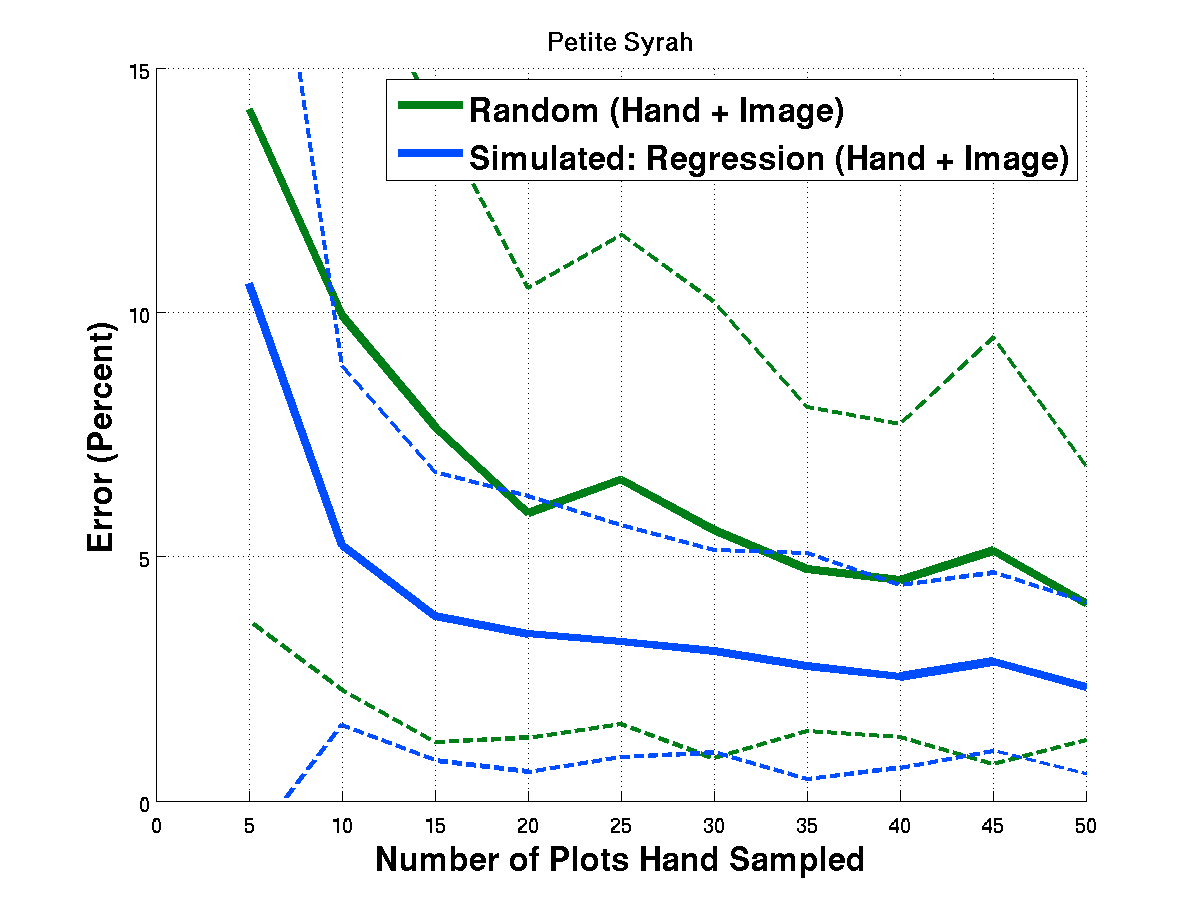 Petite Syrah
Random (Hand + Image)
Simulated: Regression (Hand + Image)
Error (Percent)
15
10
5
0
0 5 10 15 20 25 30 35 40 45 50
Number of Plots Hand Sampled